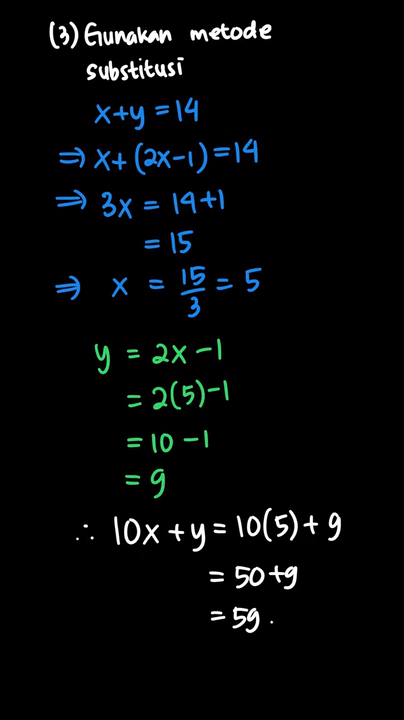 (3) Gunakan metode
substitusi
x+y = 14
⇒ x+(2x-1)=14
⇒ 3x = 14+1
= 15
⇒ x = 15/3 = 5
y = 2x-1
= 2(5)-1
= 10-1
= 9
∴ 10x+y = 10(5)+9
= 50+9
= 59.